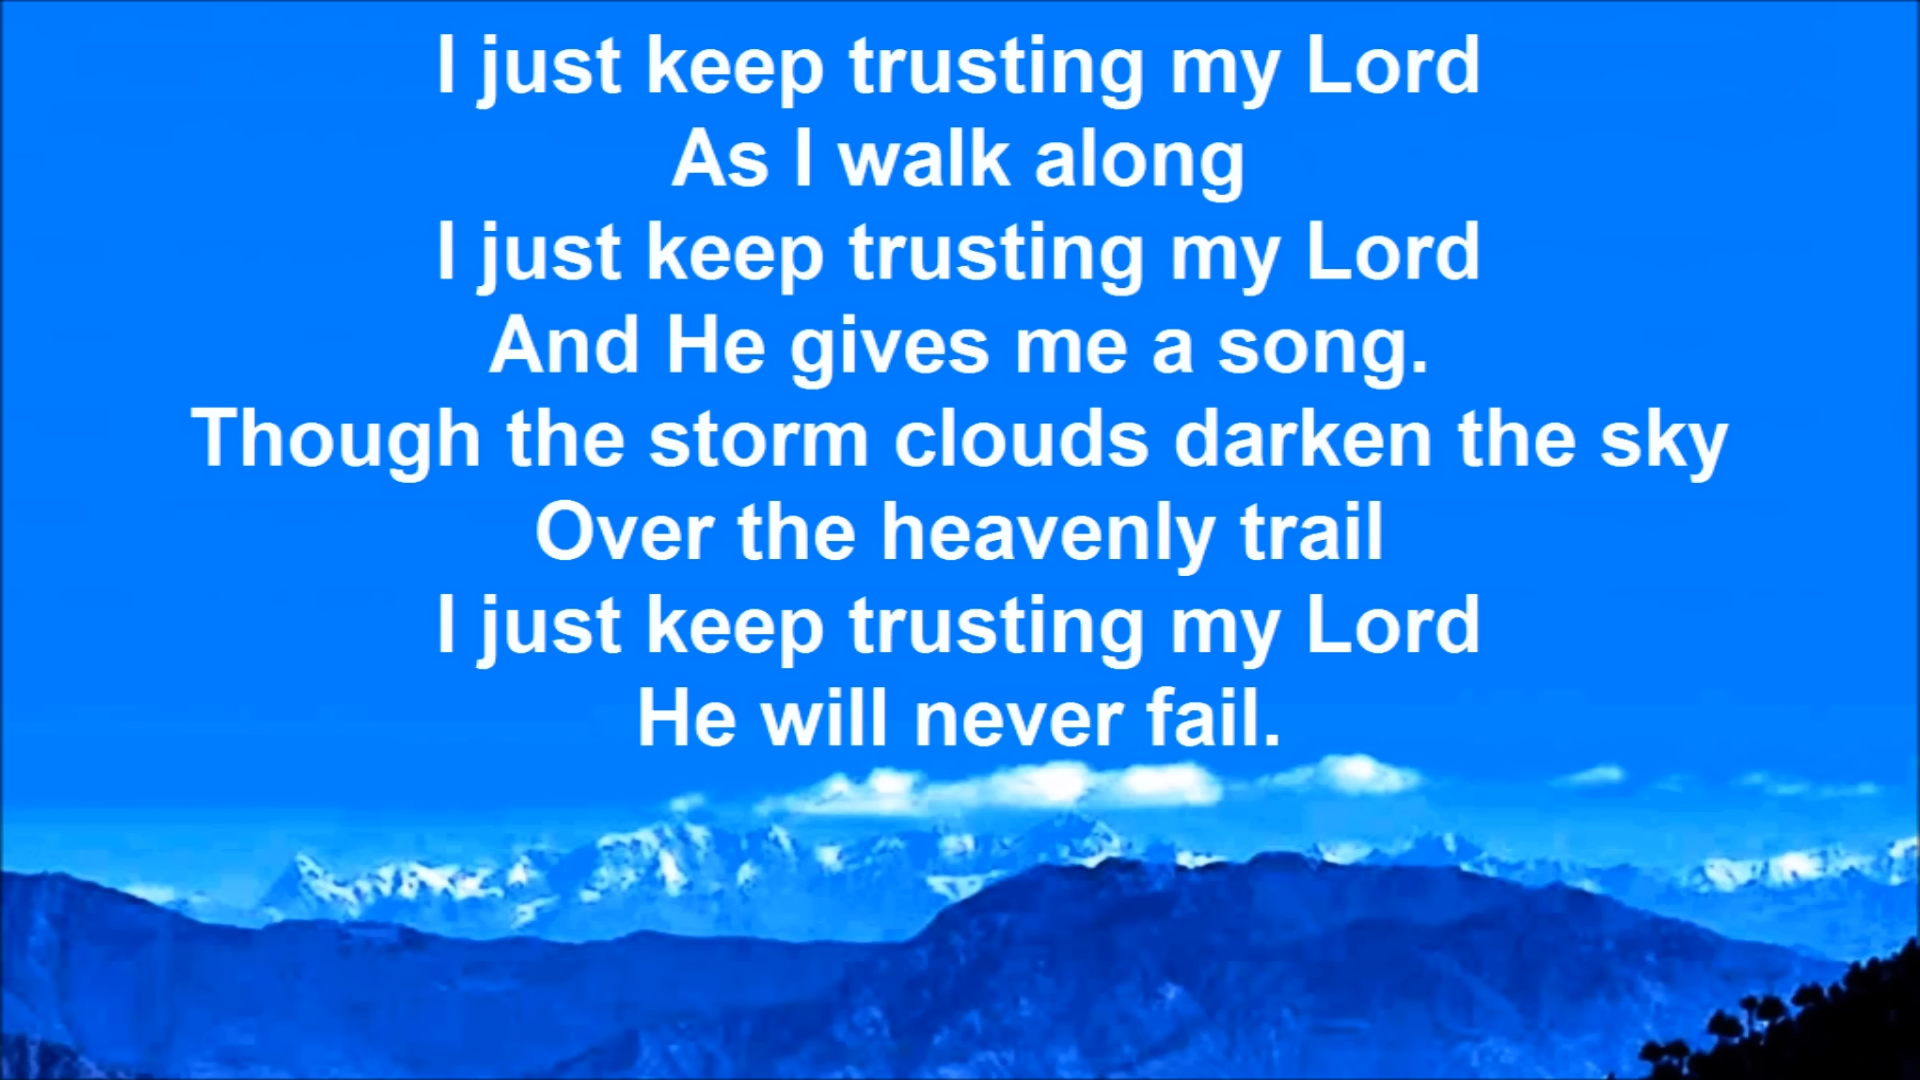 I just keep trusting my Lord
As I walk along
I just keep trusting my Lord
And He gives me a song.
Though the storm clouds darken the sky
Over the heavenly trail
I just keep trusting my Lord
He will never fail.